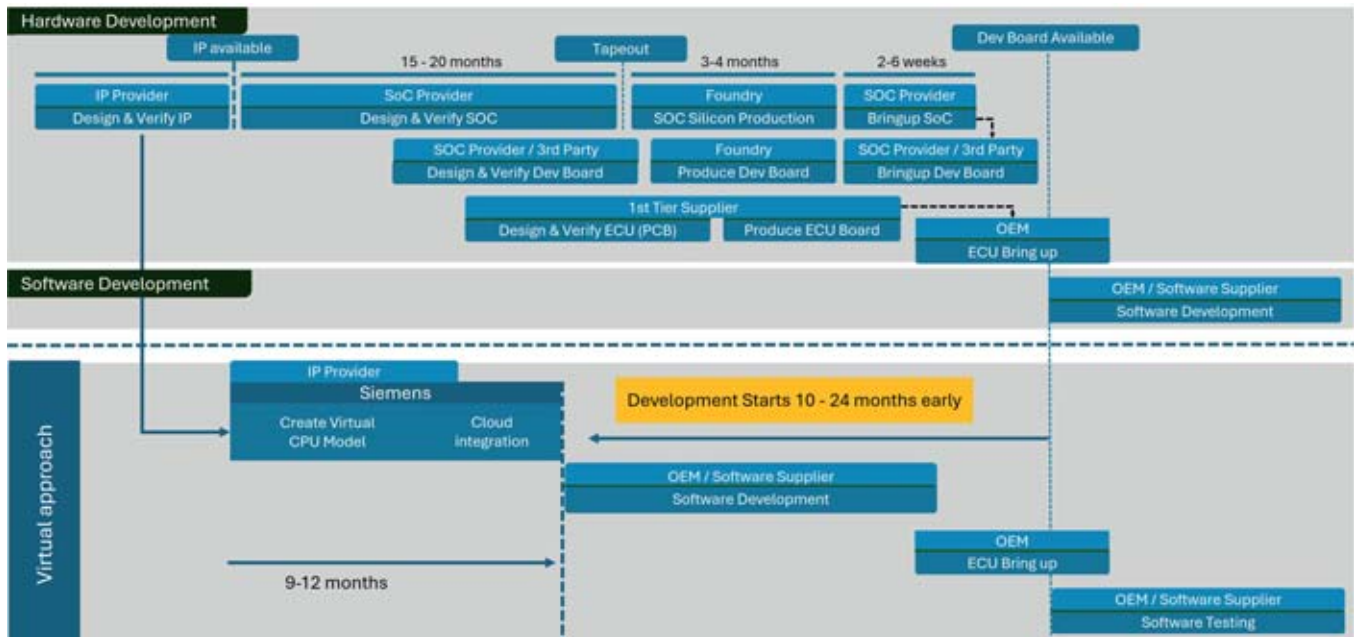 Hardware Development
IP available
Tapeout
Dev Board Available
15 - 20 months
3-4 months
2-6 weeks
IP Provider
Design & Verify IP
SoC Provider
Design & Verify SOC
Foundry
SOC Silicon Production
SOC Provider
Bringup SoC
SOC Provider / 3rd Party
Design & Verify Dev Board
Foundry
Produce Dev Board
SOC Provider / 3rd Party
Bringup Dev Board
1st Tier Supplier
Design & Verify ECU (PCB)
Produce ECU Board
OEM
ECU Bring up
Software Development
OEM / Software Supplier
Software Development
Virtual approach
IP Provider
Siemens
Create Virtual
CPU Model
Cloud
integration
Development Starts 10 - 24 months early
OEM / Software Supplier
Software Development
9-12 months
OEM
ECU Bring up
OEM / Software Supplier
Software Testing